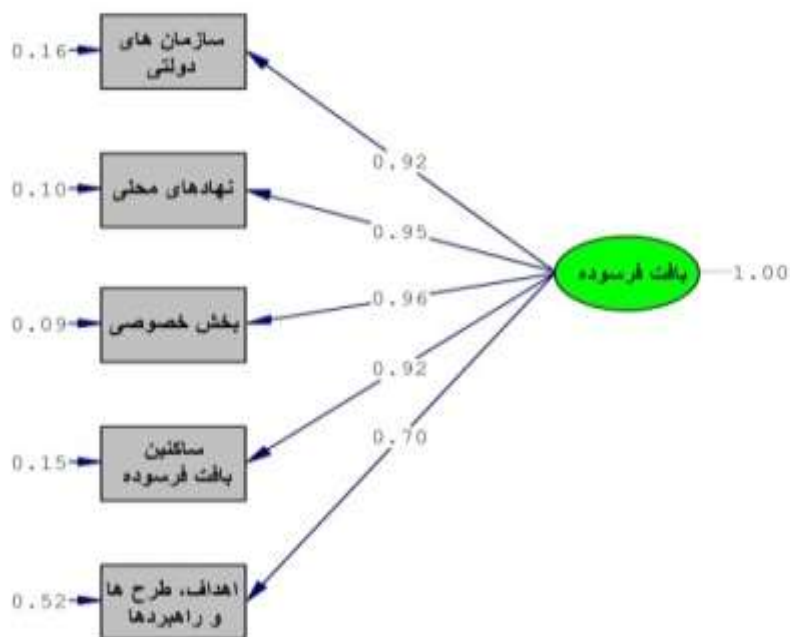 0.16
سازمان های
دولتی
0.92
0.10
نهادهای محلی
0.95
بافت فرسوده
1.00
0.09
بخش خصوصی
0.96
0.92
0.15
ساکنین
بافت فرسوده
0.70
0.52
اهداف، طرح ها
و راهبردها